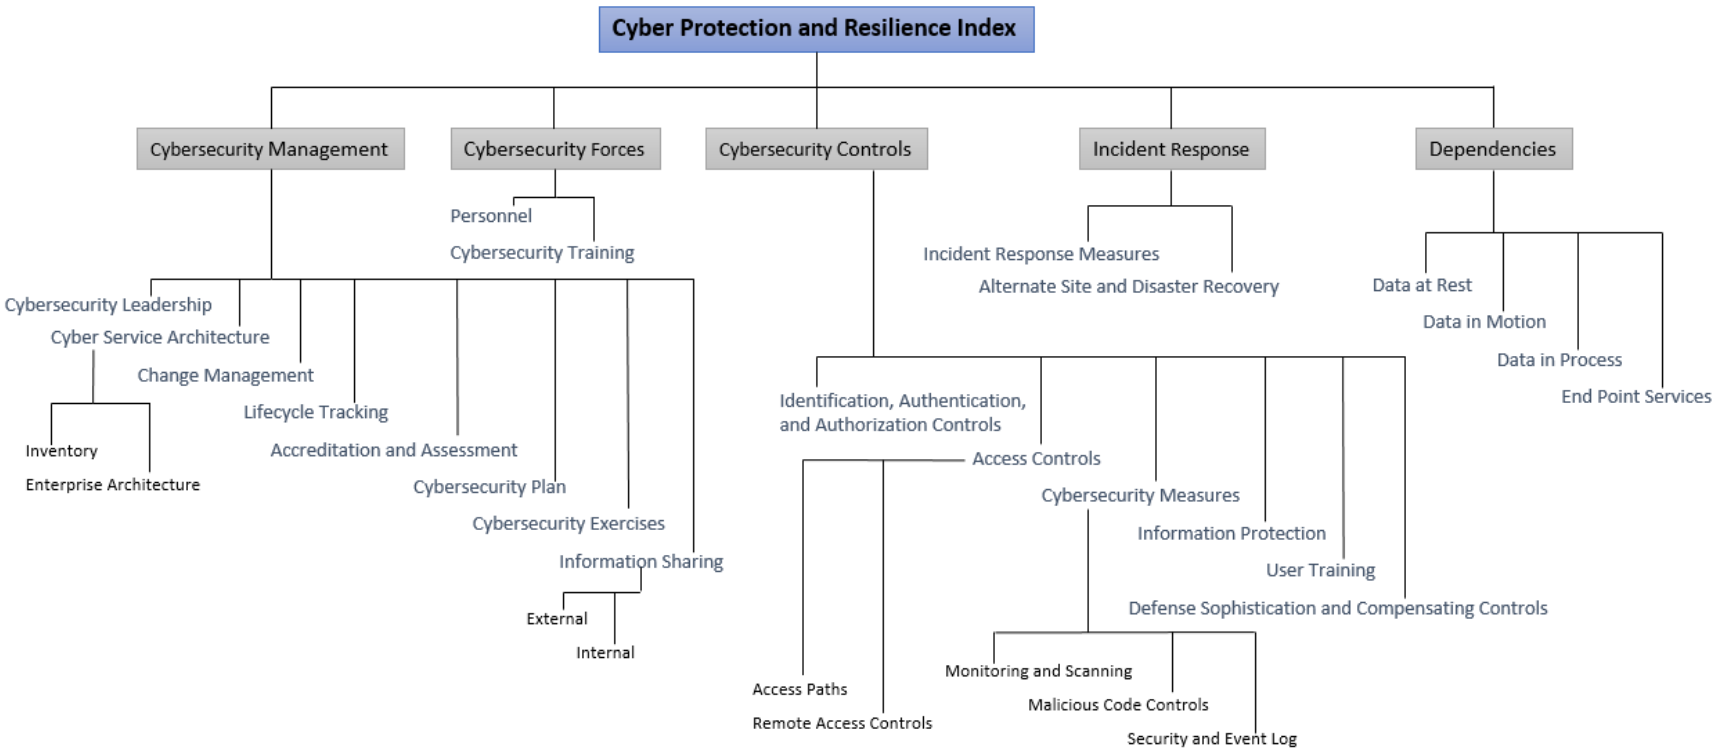 Cyber Protection and Resilience Index
Cybersecurity Management
Cybersecurity Forces
Cybersecurity Controls
Incident Response
Dependencies
Cybersecurity Leadership
Cyber Service Architecture
Inventory
Enterprise Architecture
Change Management
Lifecycle Tracking
Accreditation and Assessment
Cybersecurity Plan
Cybersecurity Exercises
Information Sharing
External
Internal
Personnel
Cybersecurity Training
Identification, Authentication,
and Authorization Controls
Access Controls
Access Paths
Remote Access Controls
Cybersecurity Measures
Monitoring and Scanning
Malicious Code Controls
Security and Event Log
Information Protection
User Training
Defense Sophistication and Compensating Controls
Incident Response Measures
Alternate Site and Disaster Recovery
Data at Rest
Data in Motion
Data in Process
End Point Services